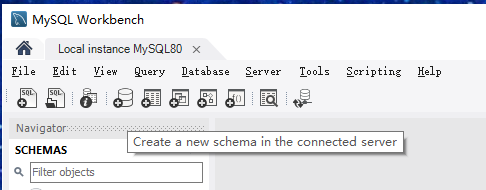 MySQL Workbench
Local instance MySQL80
File Edit View Query Database Server Tools Scripting Help
SQL SQL
Navigator
Create a new schema in the connected server
SCHEMAS
Filter objects